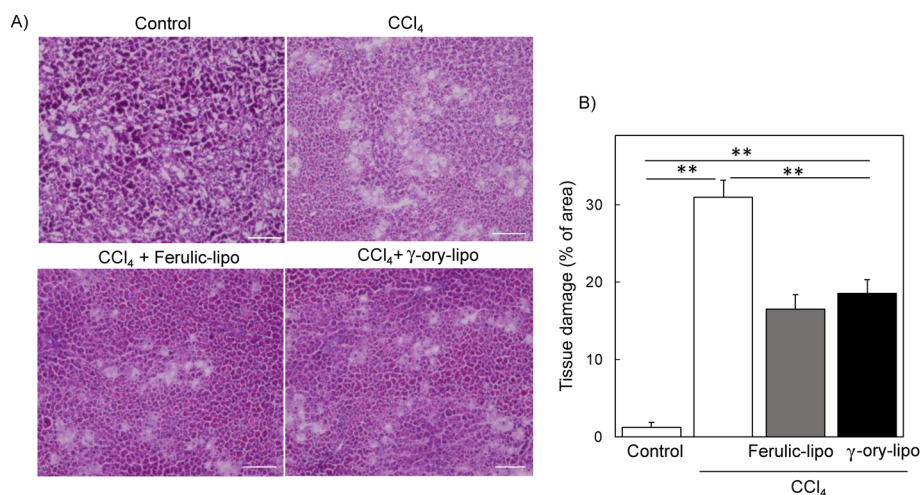 A)
Control
CCl₄
CCl₄ + Ferulic-lipo
CCl₄+ γ-ory-lipo
B)
Tissue damage (% of area)
30
20
10
0
**
**
**
Control
Ferulic-lipo
γ-ory-lipo
CCl₄